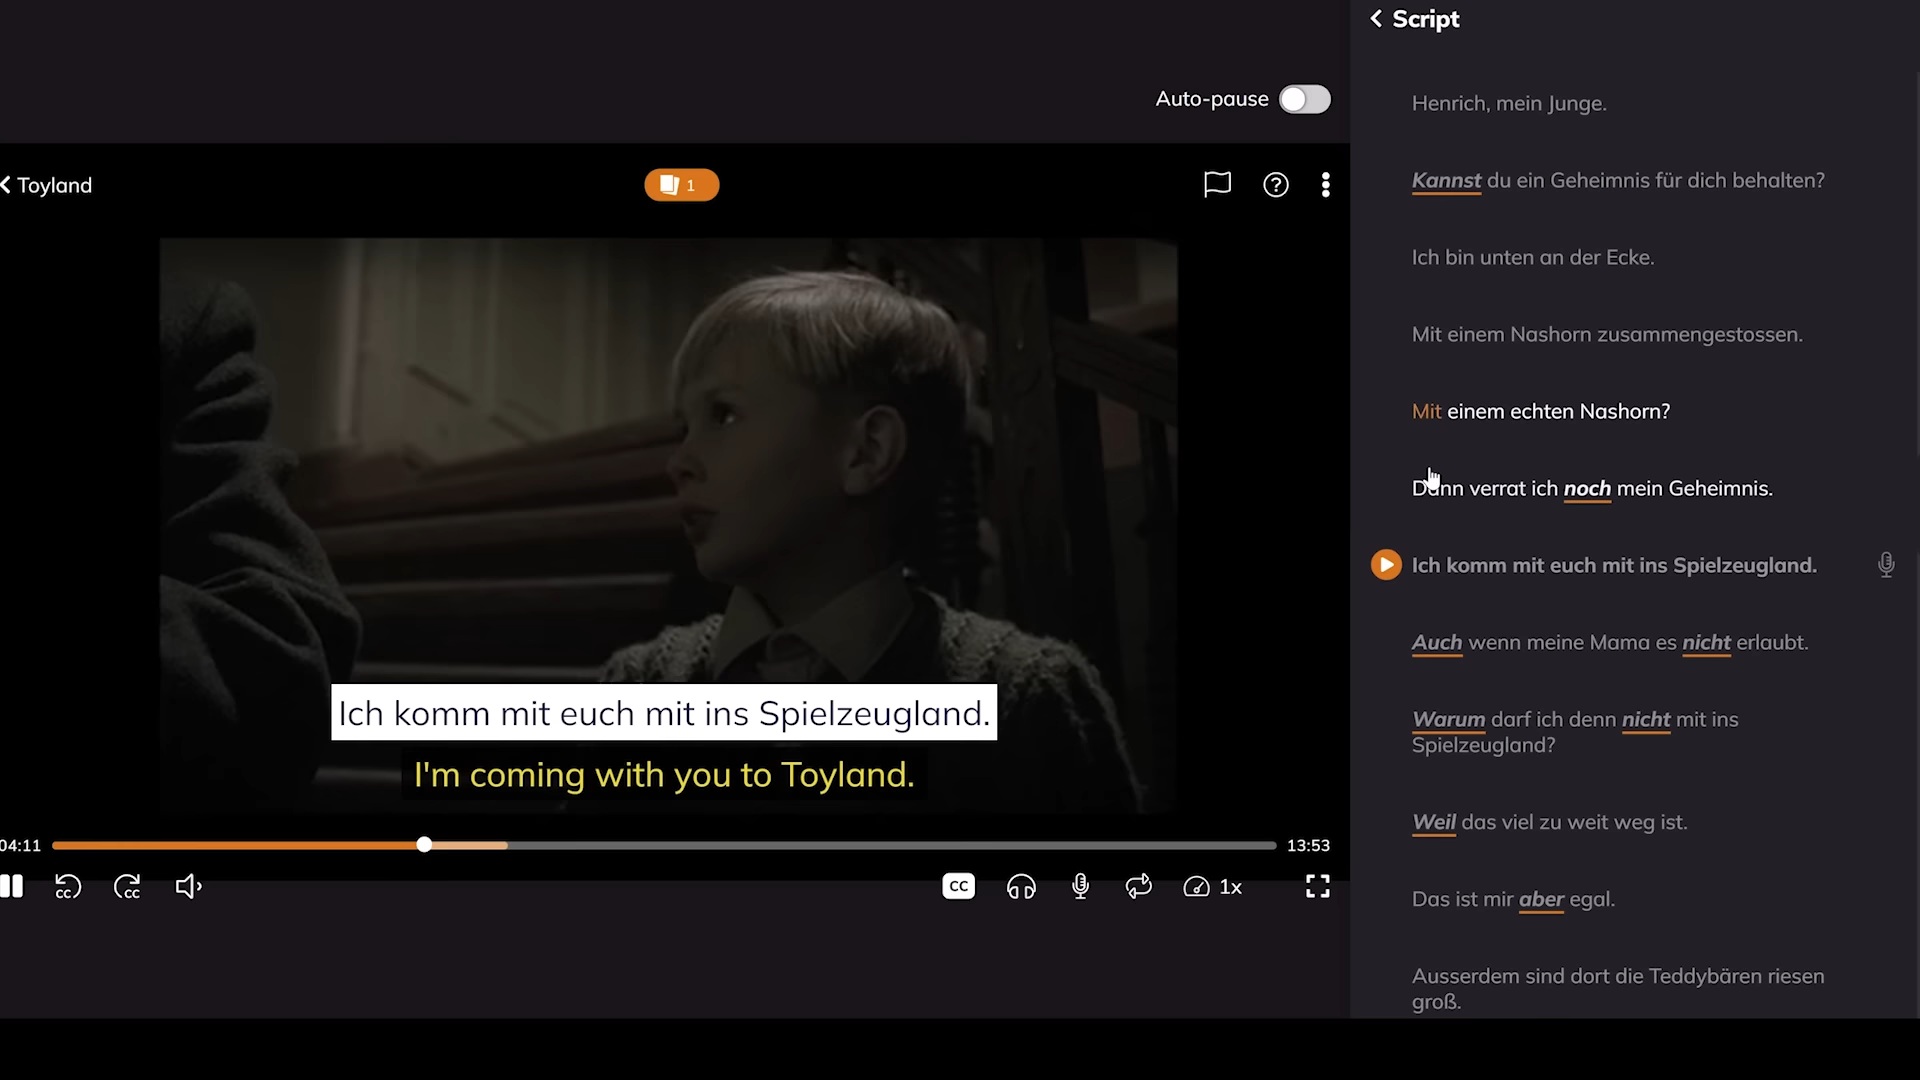 Script
Auto-pause
Toyland
1
Henrich, mein Junge.
Kannst du ein Geheimnis für dich behalten?
Ich bin unten an der Ecke.
Mit einem Nashorn zusammengestossen.
Mit einem echten Nashorn?
Dann verrat ich noch mein Geheimnis.
Ich komm mit euch mit ins Spielzeugland.
Auch wenn meine Mama es nicht erlaubt.
Warum darf ich denn nicht mit ins
Spielzeugland?
Weil das viel zu weit weg ist.
Das ist mir aber egal.
Ausserdem sind dort die Teddybären riesen
groß.
Ich komm mit euch mit ins Spielzeugland.
I'm coming with you to Toyland.
04:11
13:53
CC
CC
CC
1x